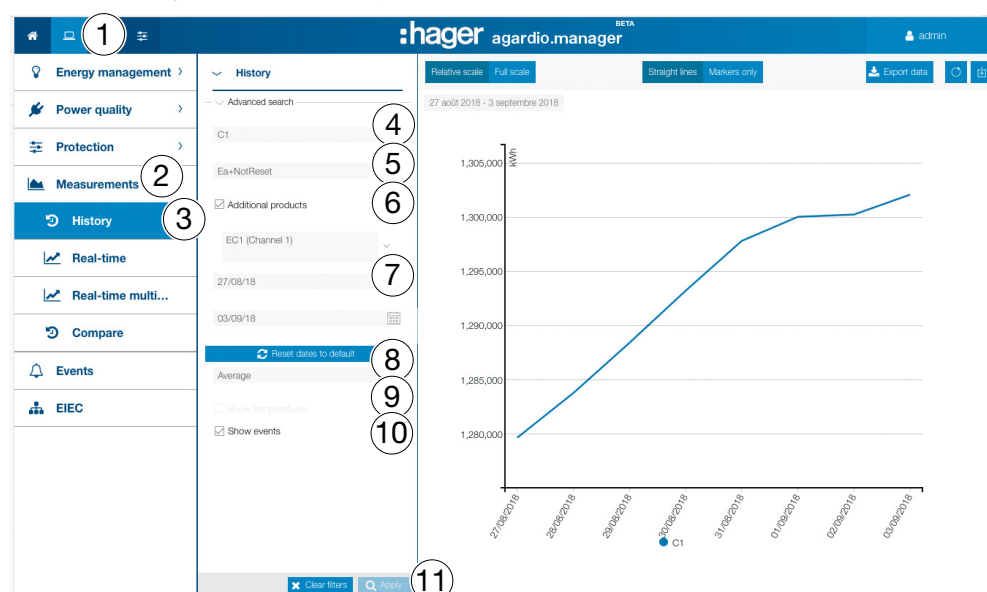 1
:hager agardio.manager
BETA
admin
Energy management
Power quality
Protection
Measurements
2
History
3
Real-time
Real-time multi...
Compare
Events
EIEC
History
Advanced search
C1
4
Ea+NotReset
5
Additional products
6
EC1 (Channel 1)
27/08/18
7
03/09/18
Reset dates to default
8
Average
9
Show temperatures
Show events
10
Clear filters
Apply
11
Relative scale Full scale
Straight lines Markers only
Export data
27 août 2018 - 3 septembre 2018
kWh
1,305,000
1,300,000
1,295,000
1,290,000
1,285,000
1,280,000
27/08/2018
28/08/2018
29/08/2018
30/08/2018
31/08/2018
01/09/2018
02/09/2018
03/09/2018
C1